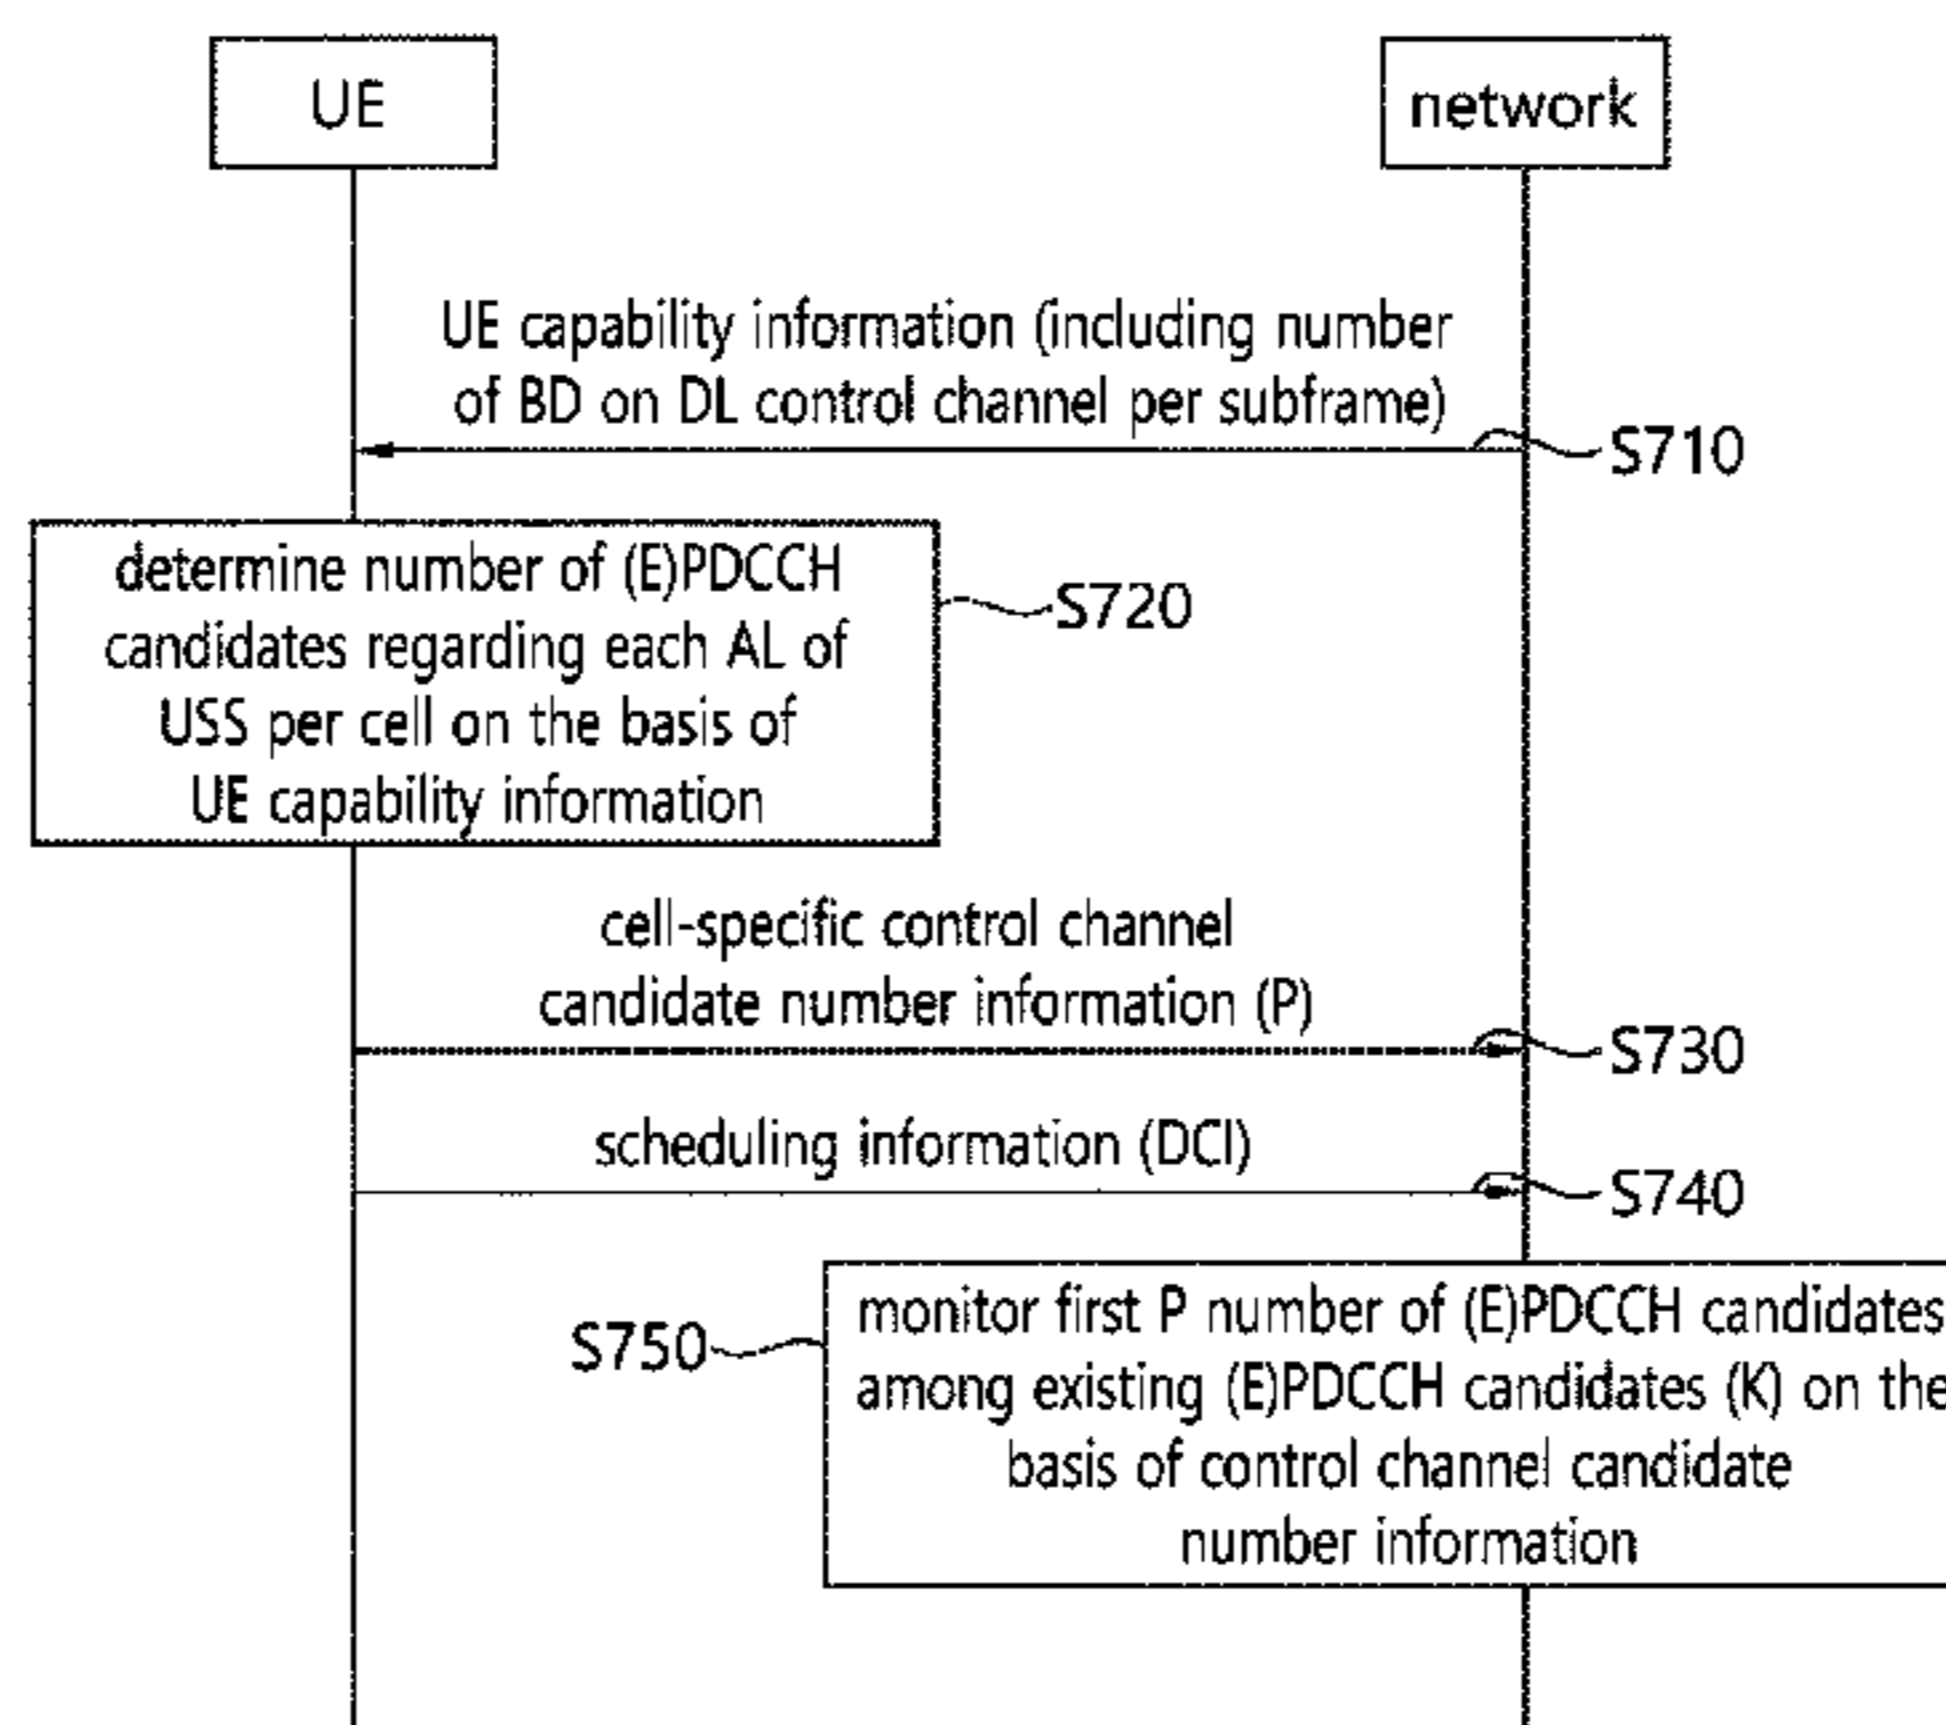 UE
network
UE capability information (including number
of BD on DL control channel per subframe)
S710
determine number of (E)PDCCH
candidates regarding each AL of
USS per cell on the basis of
UE capability information
S720
cell-specific control channel
candidate number information (P)
S730
scheduling information (DCI)
S740
S750
monitor first P number of (E)PDCCH candidates
among existing (E)PDCCH candidates (K) on the
basis of control channel candidate
number information